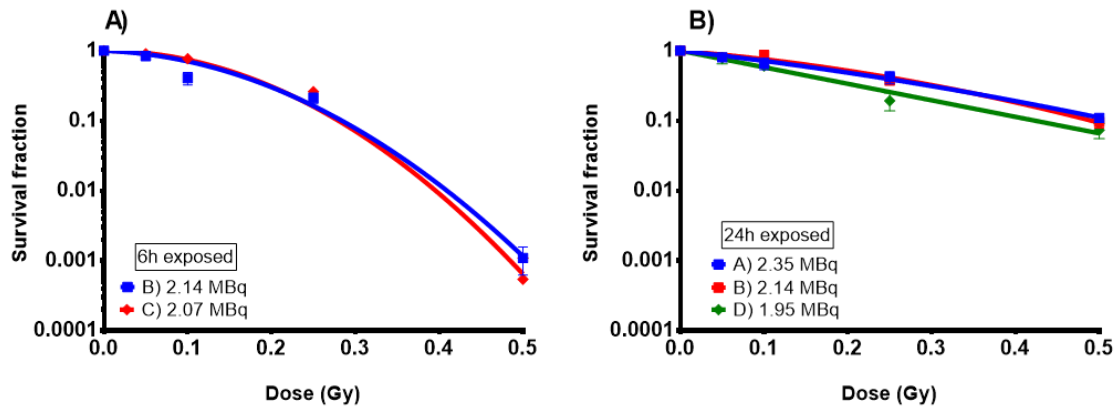 A)
Survival fraction
1
0.1
0.01
0.001
0.0001
6h exposed
B) 2.14 MBq
C) 2.07 MBq
0.0 0.1 0.2 0.3 0.4 0.5
Dose (Gy)
B)
Survival fraction
1
0.1
0.01
0.001
0.0001
24h exposed
A) 2.35 MBq
B) 2.14 MBq
D) 1.95 MBq
0.0 0.1 0.2 0.3 0.4 0.5
Dose (Gy)